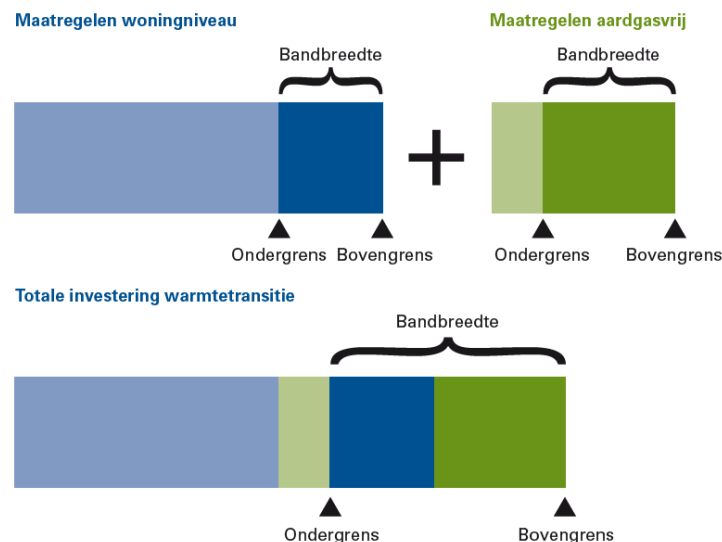 Maatregelen woningniveau
Maatregelen aardgasvrij
Bandbreedte
Bandbreedte
Ondergrens
Bovengrens
Ondergrens
Bovengrens
Totale investering warmtetransitie
Bandbreedte
Ondergrens
Bovengrens